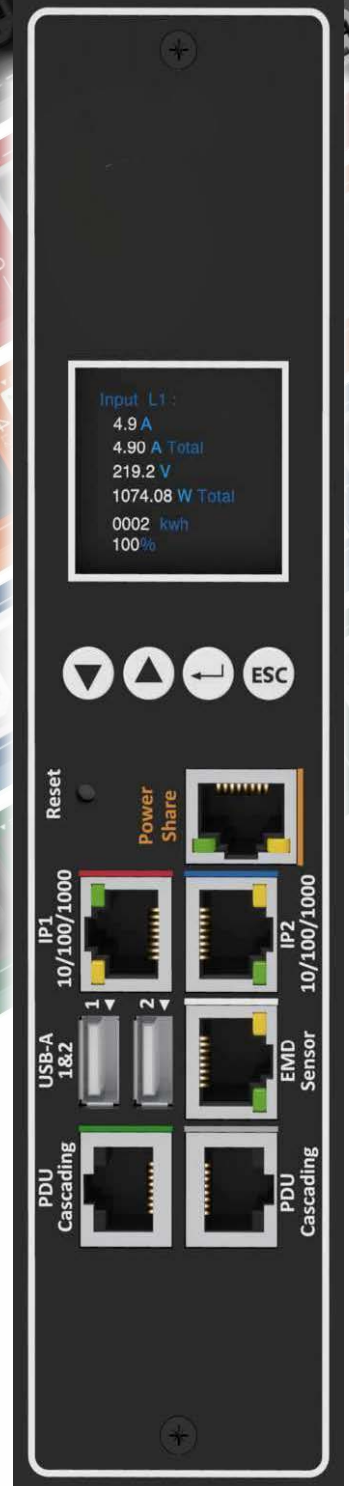 Input L1 :
4.9 A
4.90 A Total
219.2 V
1074.08 W Total
0002 kwh
100%
ESC
Reset
Power
Share
IP1
10/100/1000
IP2
10/100/1000
USB-A
1&2
1
2
EMD
Sensor
PDU
Cascading
PDU
Cascading